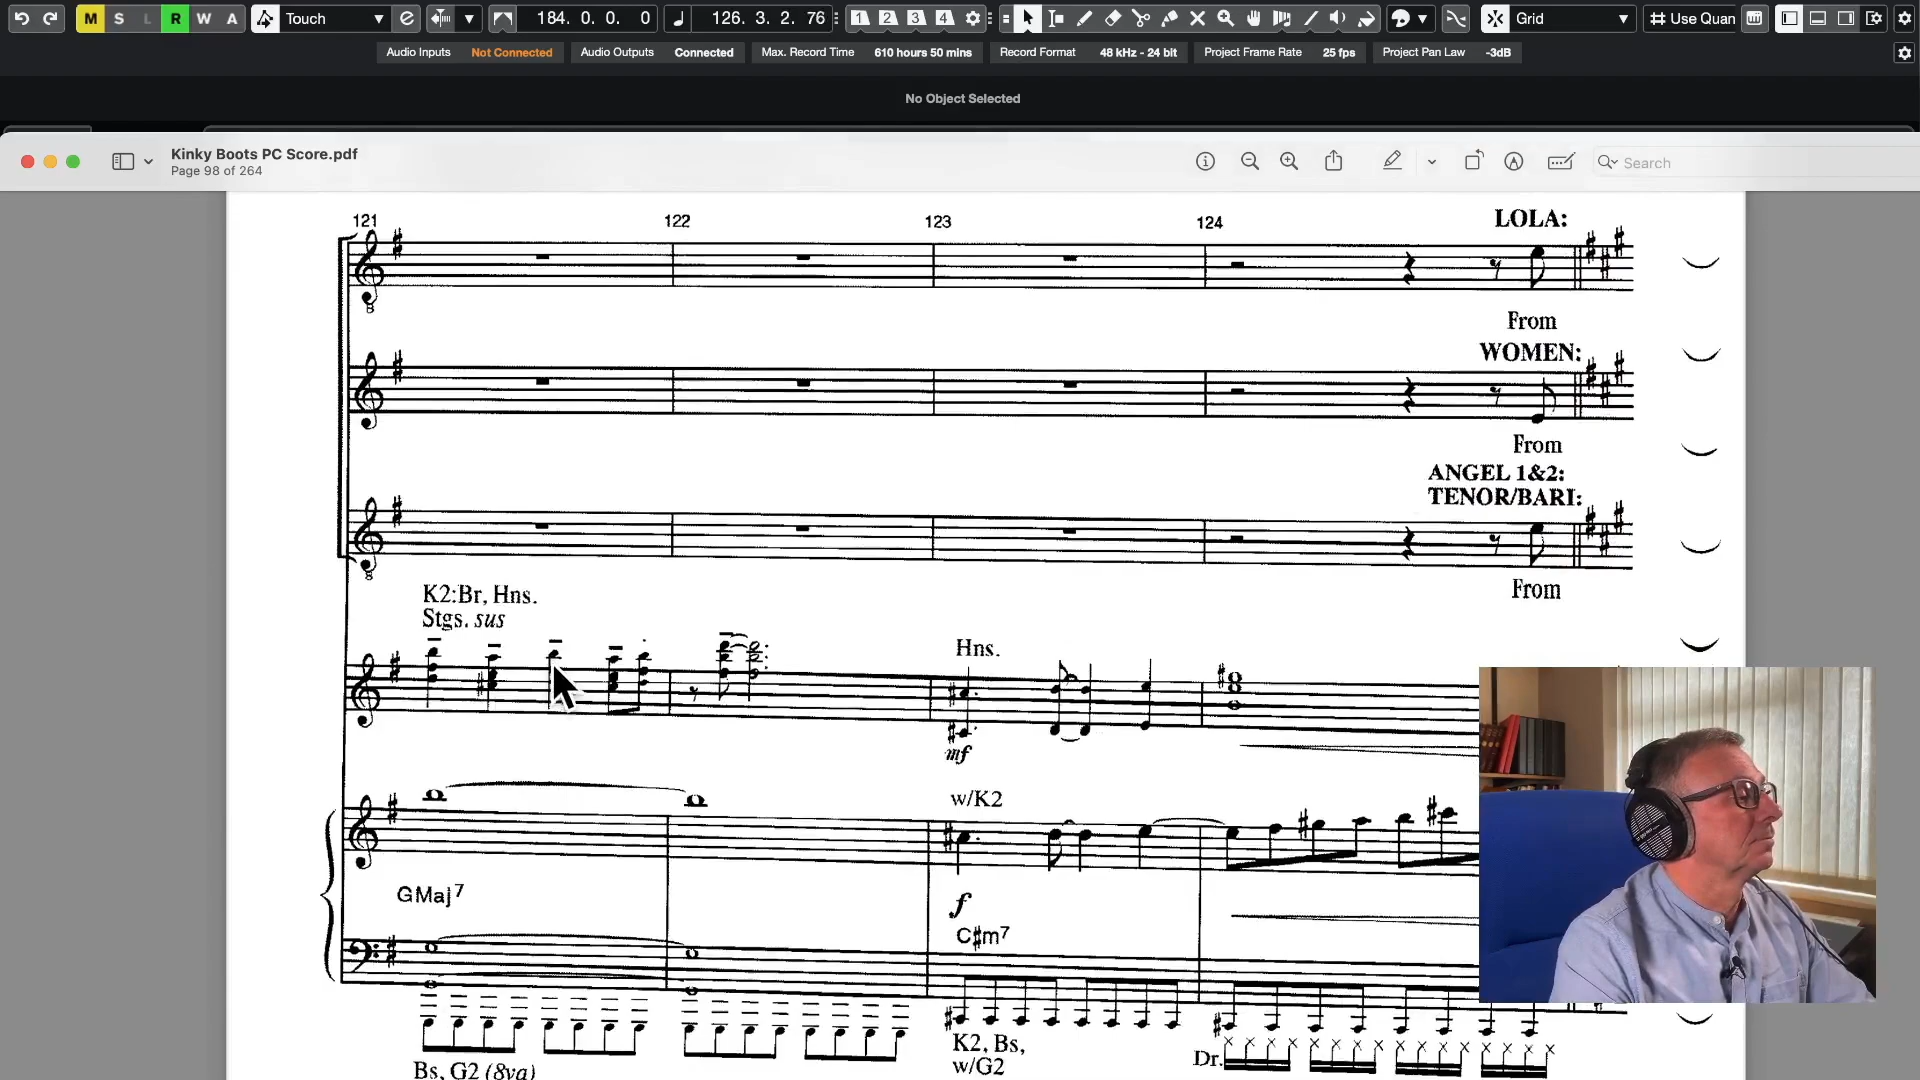 M S L R W A Touch e 184. 0. 0. 0 126. 3. 2. 76 1 2 3 4 Grid Use Quan
Audio Inputs Not Connected Audio Outputs Connected Max. Record Time 610 hours 50 mins Record Format 48 kHz - 24 bit Project Frame Rate 25 fps Project Pan Law -3dB
No Object Selected
Kinky Boots PC Score.pdf
Page 98 of 264
Search
121 122 123 124 LOLA:
8
From
WOMEN:
From
ANGEL 1&2:
TENOR/BARI:
8
From
K2:Br, Hns.
Stgs. sus
Hns.
mf
w/K2
GMaj7
f
C#m7
K2, Bs,
w/G2
Dr.
Bs, G2 (8va)